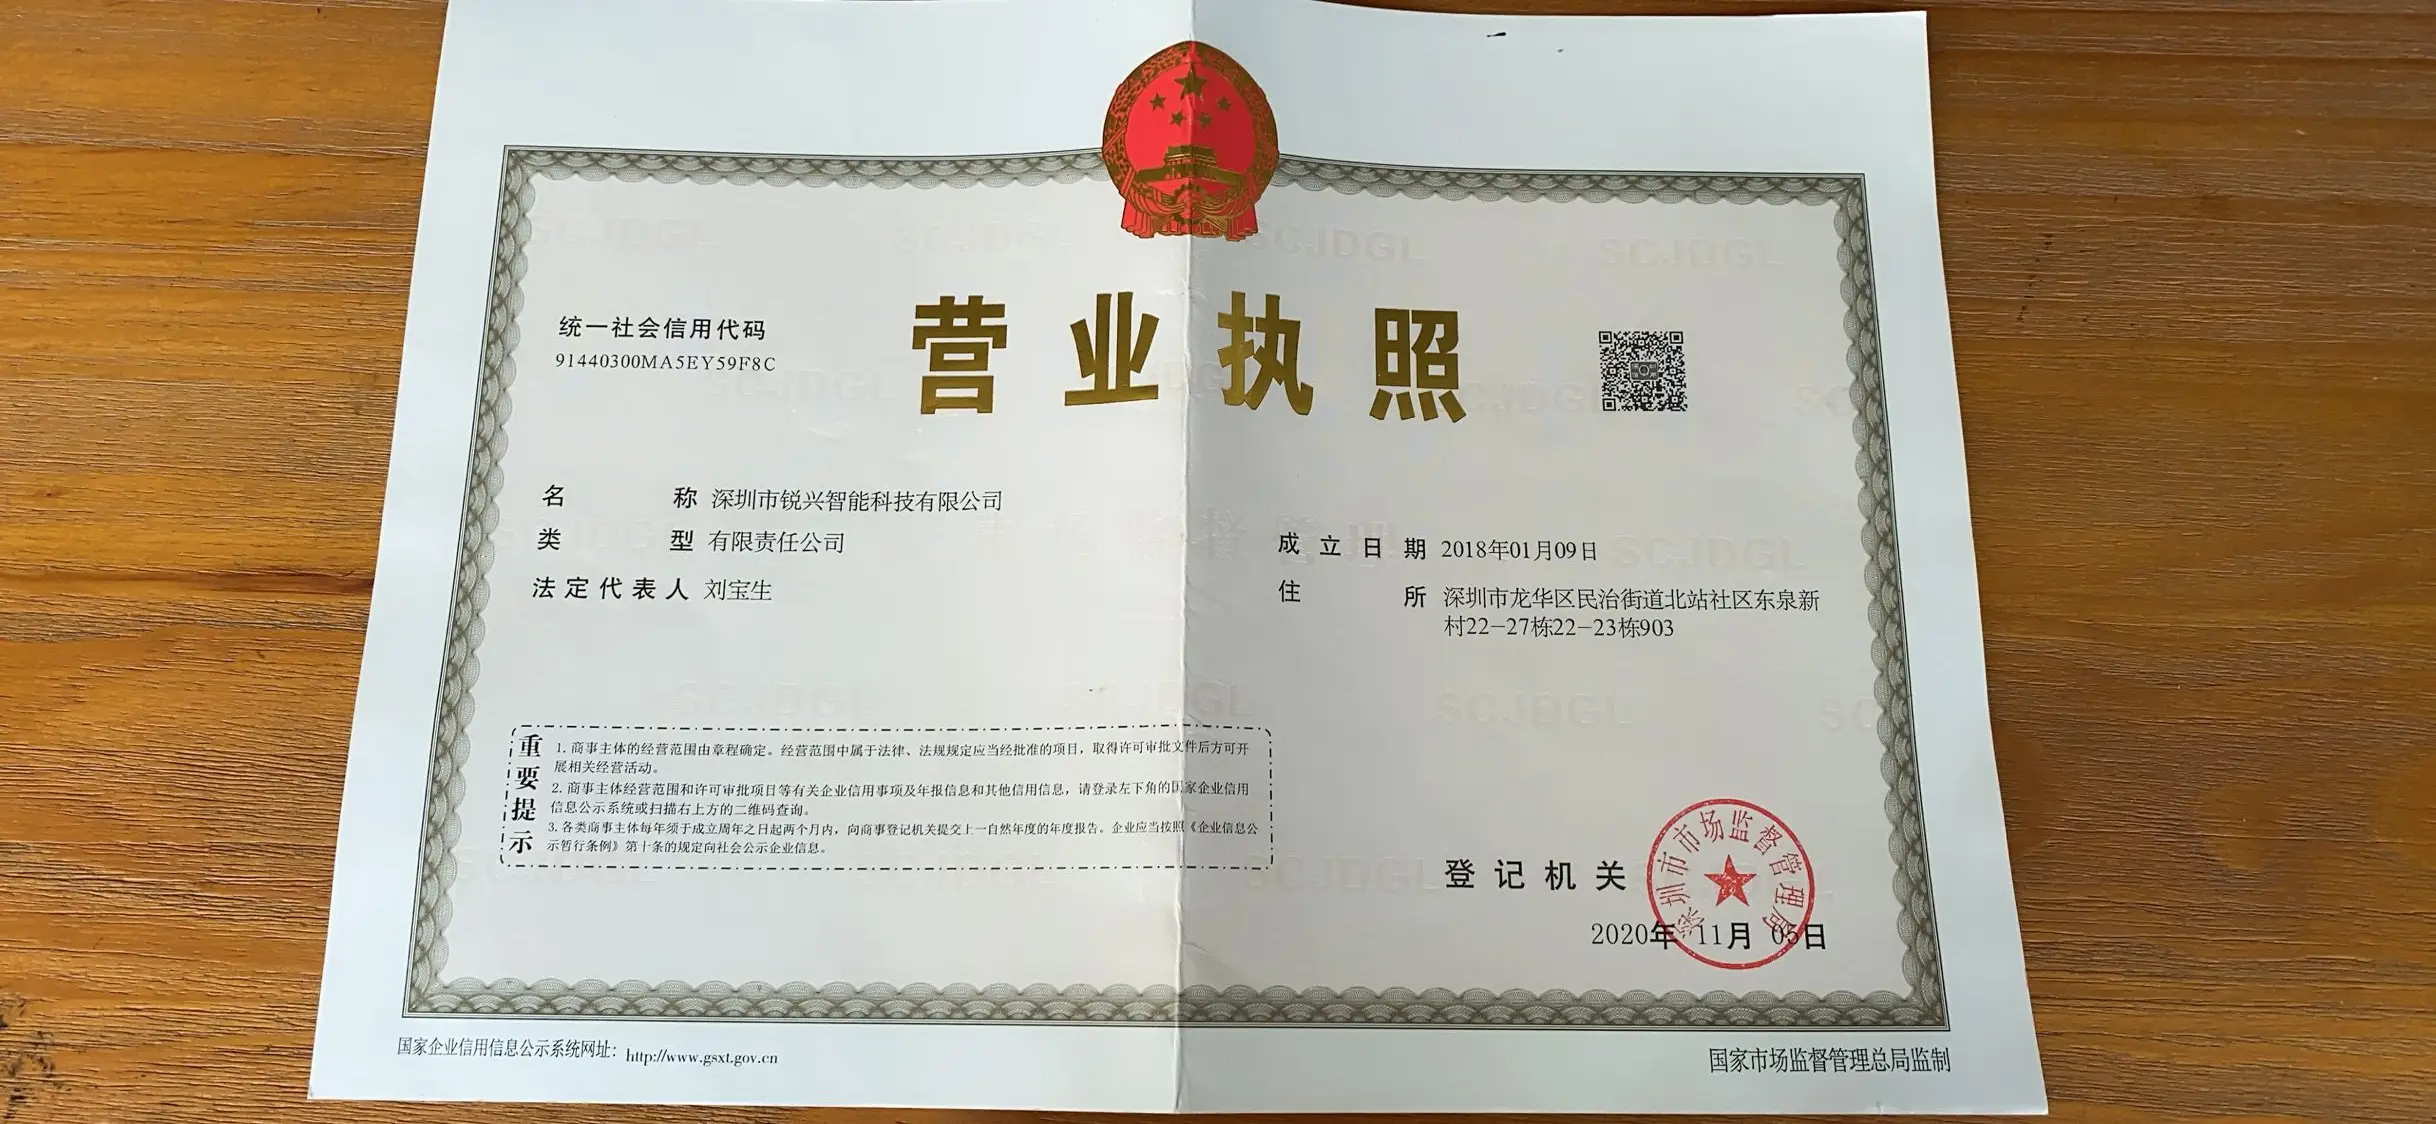 营业执照
统一社会信用代码
91440300MA5EY59F8C
名称 深圳市锐兴智能科技有限公司
类型 有限责任公司
法定代表人 刘宝生
成立日期 2018年01月09日
住所 深圳市龙华区民治街道北站社区东泉新
村22-27栋22-23栋903
重要提示
1. 商事主体的经营范围由章程确定。经营范围中属于法律、法规规定应当经批准的项目，取得许可审批文件后方可开
展相关经营活动。
2. 商事主体经营范围和许可审批项目等有关企业信用事项及年报信息和其他信用信息，请登录左下角的国家企业信用
信息公示系统或扫描右上方的二维码查询。
3. 各类商事主体每年须于成立周年之日起两个月内，向商事登记机关提交上一自然年度的年度报告。企业应当按照《企业信息公
示暂行条例》第十条的规定向社会公示企业信息。
登记机关
深圳市市场监督管理局
2020年 11月 05日
国家企业信用信息公示系统网址：http://www.gsxt.gov.cn
国家市场监督管理总局监制